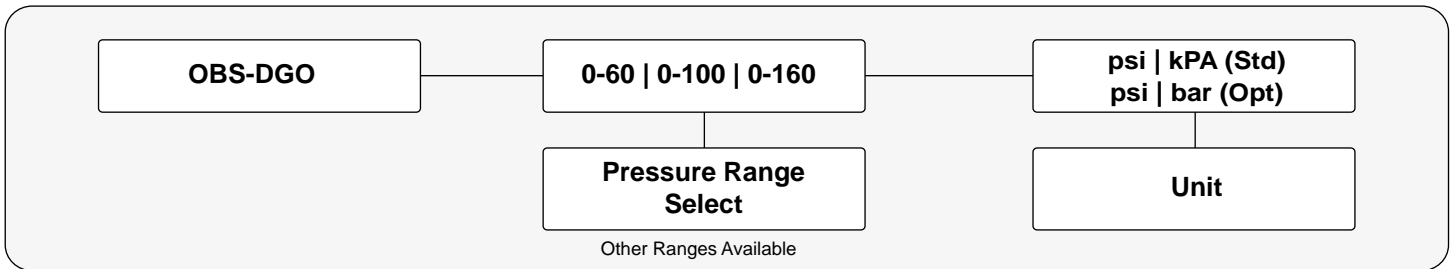 OBS-DGO
0-60 | 0-100 | 0-160
psi | kPA (Std)
psi | bar (Opt)
Pressure Range
Select
Unit
Other Ranges Available